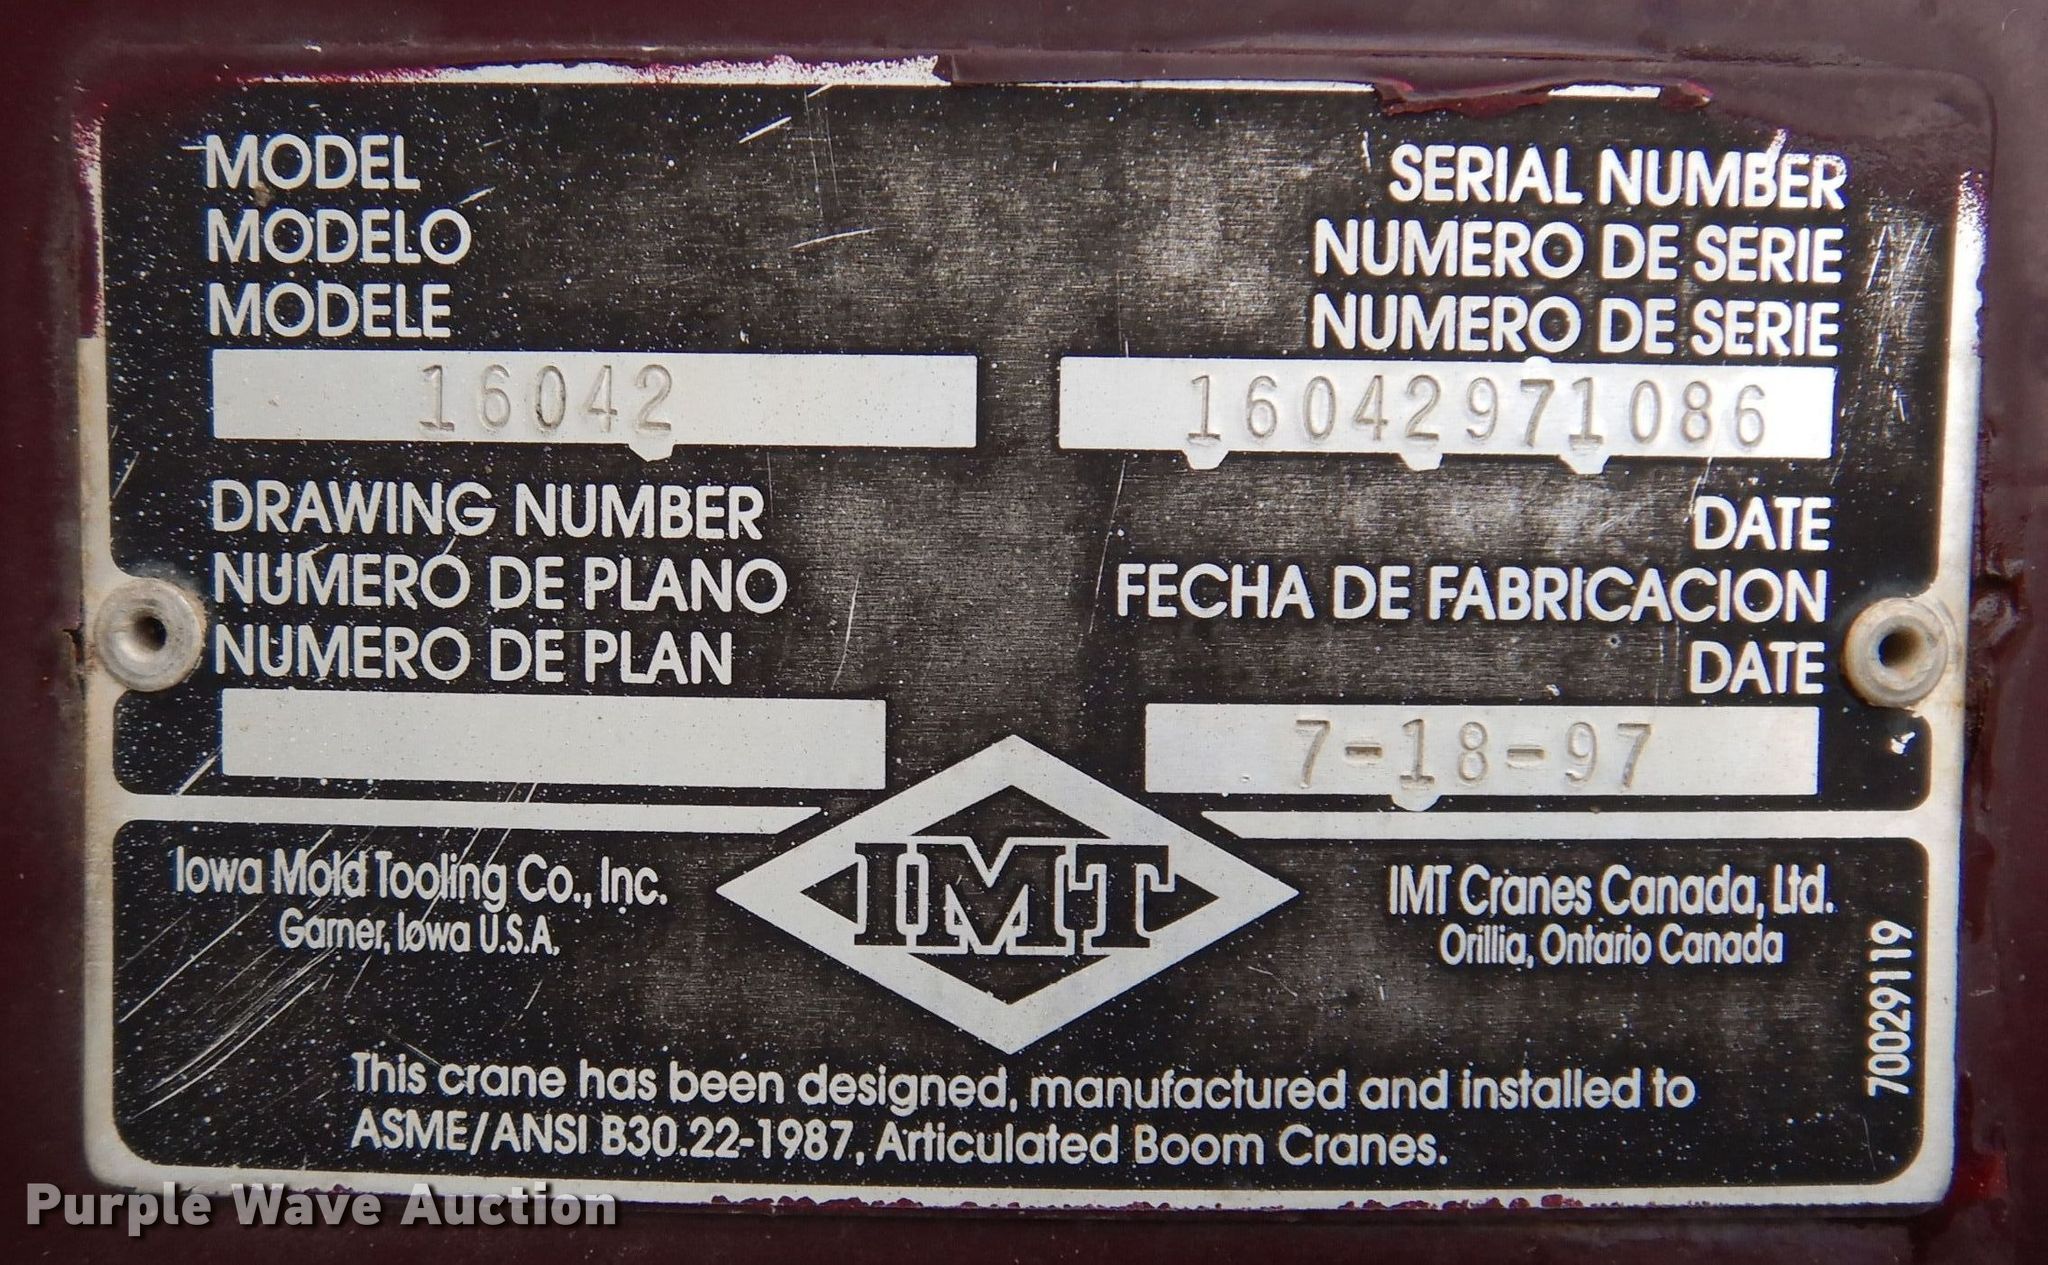 MODEL
MODELO
MODELE
16042
SERIAL NUMBER
NUMERO DE SERIE
NUMERO DE SERIE
16042971086
DRAWING NUMBER
NUMERO DE PLANO
NUMERO DE PLAN
DATE
FECHA DE FABRICACION
DATE
7-18-97
Iowa Mold Tooling Co., Inc.
Garner, Iowa U.S.A.
IMT
IMT Cranes Canada, Ltd.
Orillia, Ontario Canada
70029119
This crane has been designed, manufactured and installed to
ASME/ANSI B30.22-1987, Articulated Boom Cranes.
Purple Wave Auction